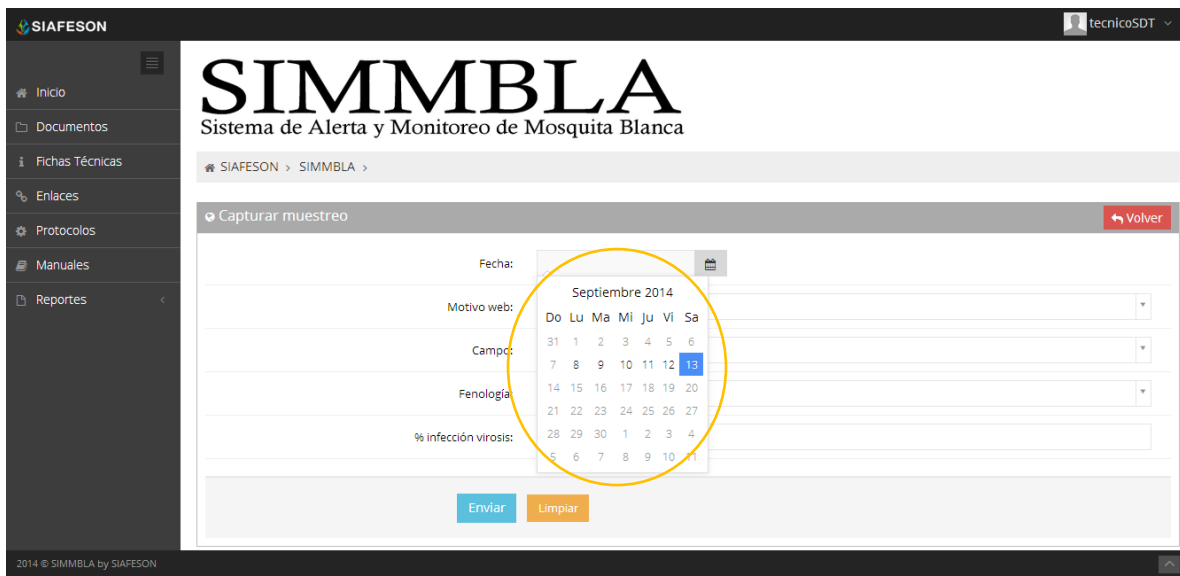 SIAFESON
tecnicoSDT
Inicio
Documentos
Fichas Técnicas
Enlaces
Protocolos
Manuales
Reportes
SIMMBLA
Sistema de Alerta y Monitoreo de Mosquita Blanca
SIAFESON > SIMMBLA >
Capturar muestreo
Volver
Fecha:
Motivo web:
Campo:
Fenología:
% infección virosis:
Septiembre 2014
Do Lu Ma Mi Ju Vi Sa
31 1 2 3 4 5 6
7 8 9 10 11 12 13
14 15 16 17 18 19 20
21 22 23 24 25 26 27
28 29 30 1 2 3 4
5 6 7 8 9 10 11
Enviar
Limpiar
2014 © SIMMBLA by SIAFESON